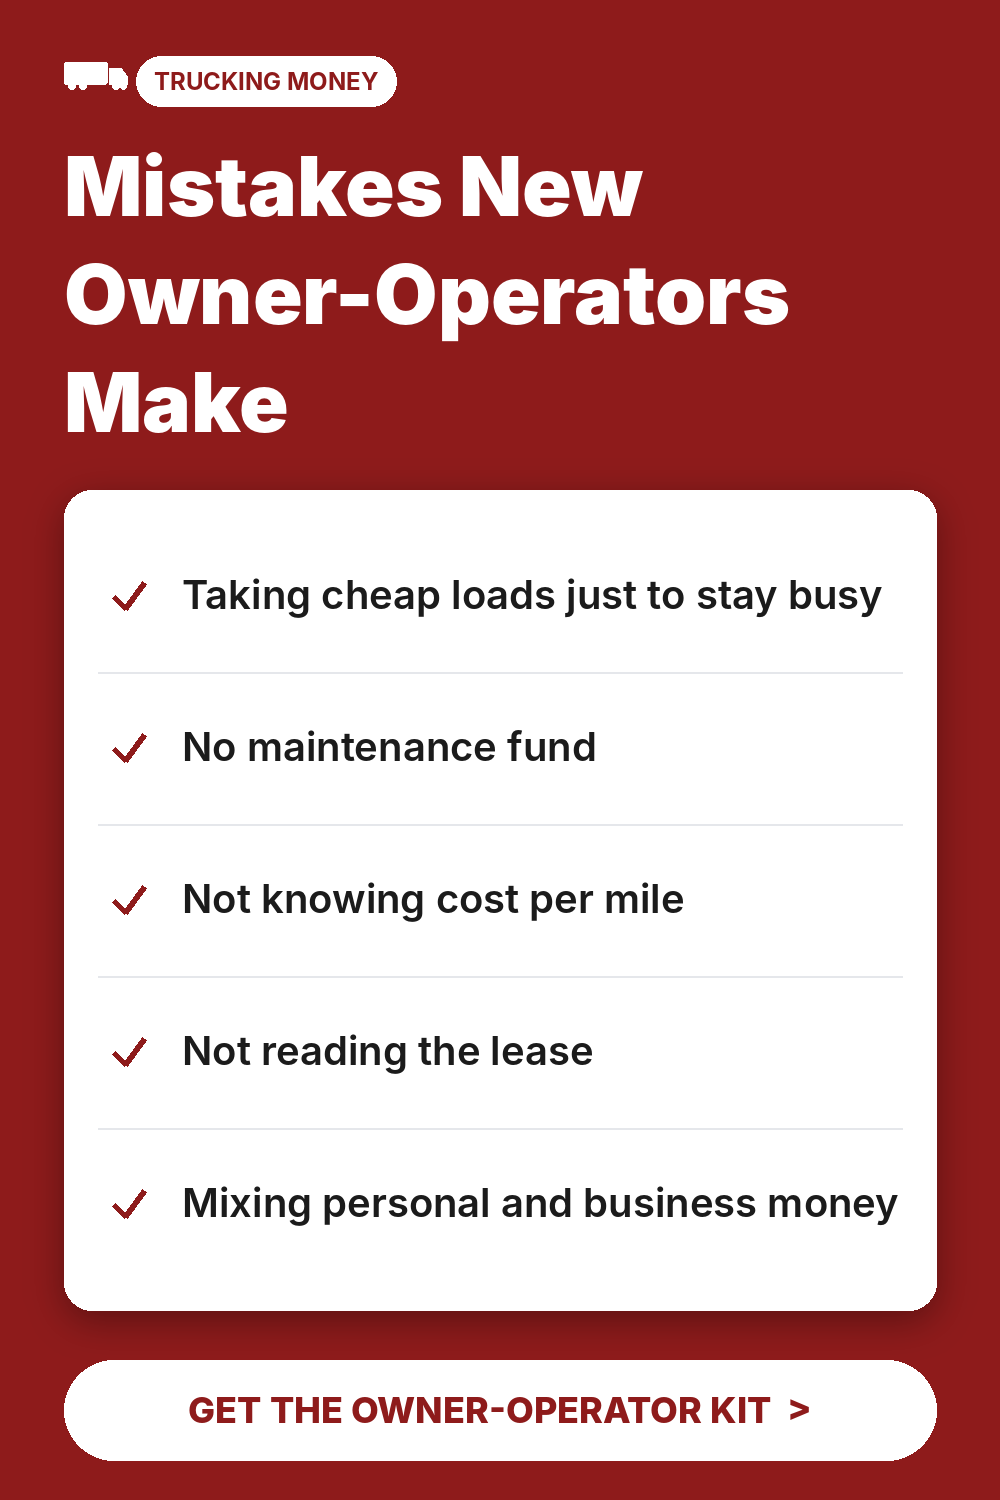 TRUCKING MONEY
Mistakes New
Owner-Operators
Make
Taking cheap loads just to stay busy
No maintenance fund
Not knowing cost per mile
Not reading the lease
Mixing personal and business money
GET THE OWNER-OPERATOR KIT >